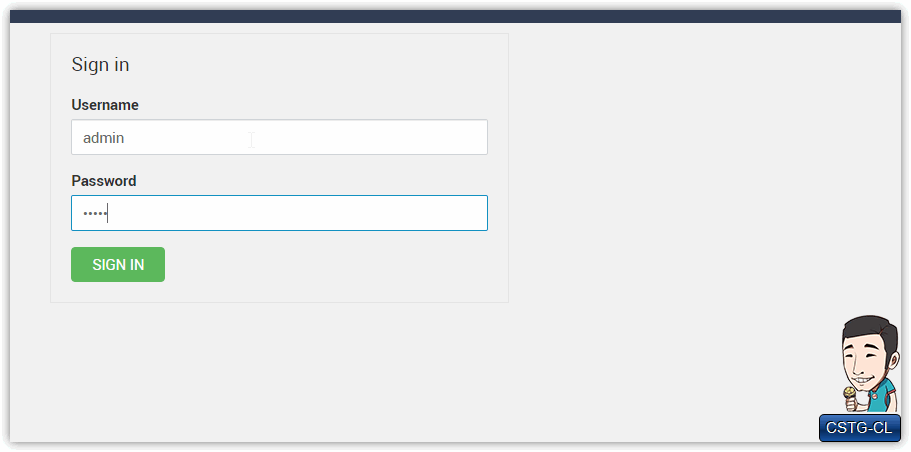 Sign in
Username
admin
Password
•••••
SIGN IN
CSTG-CL